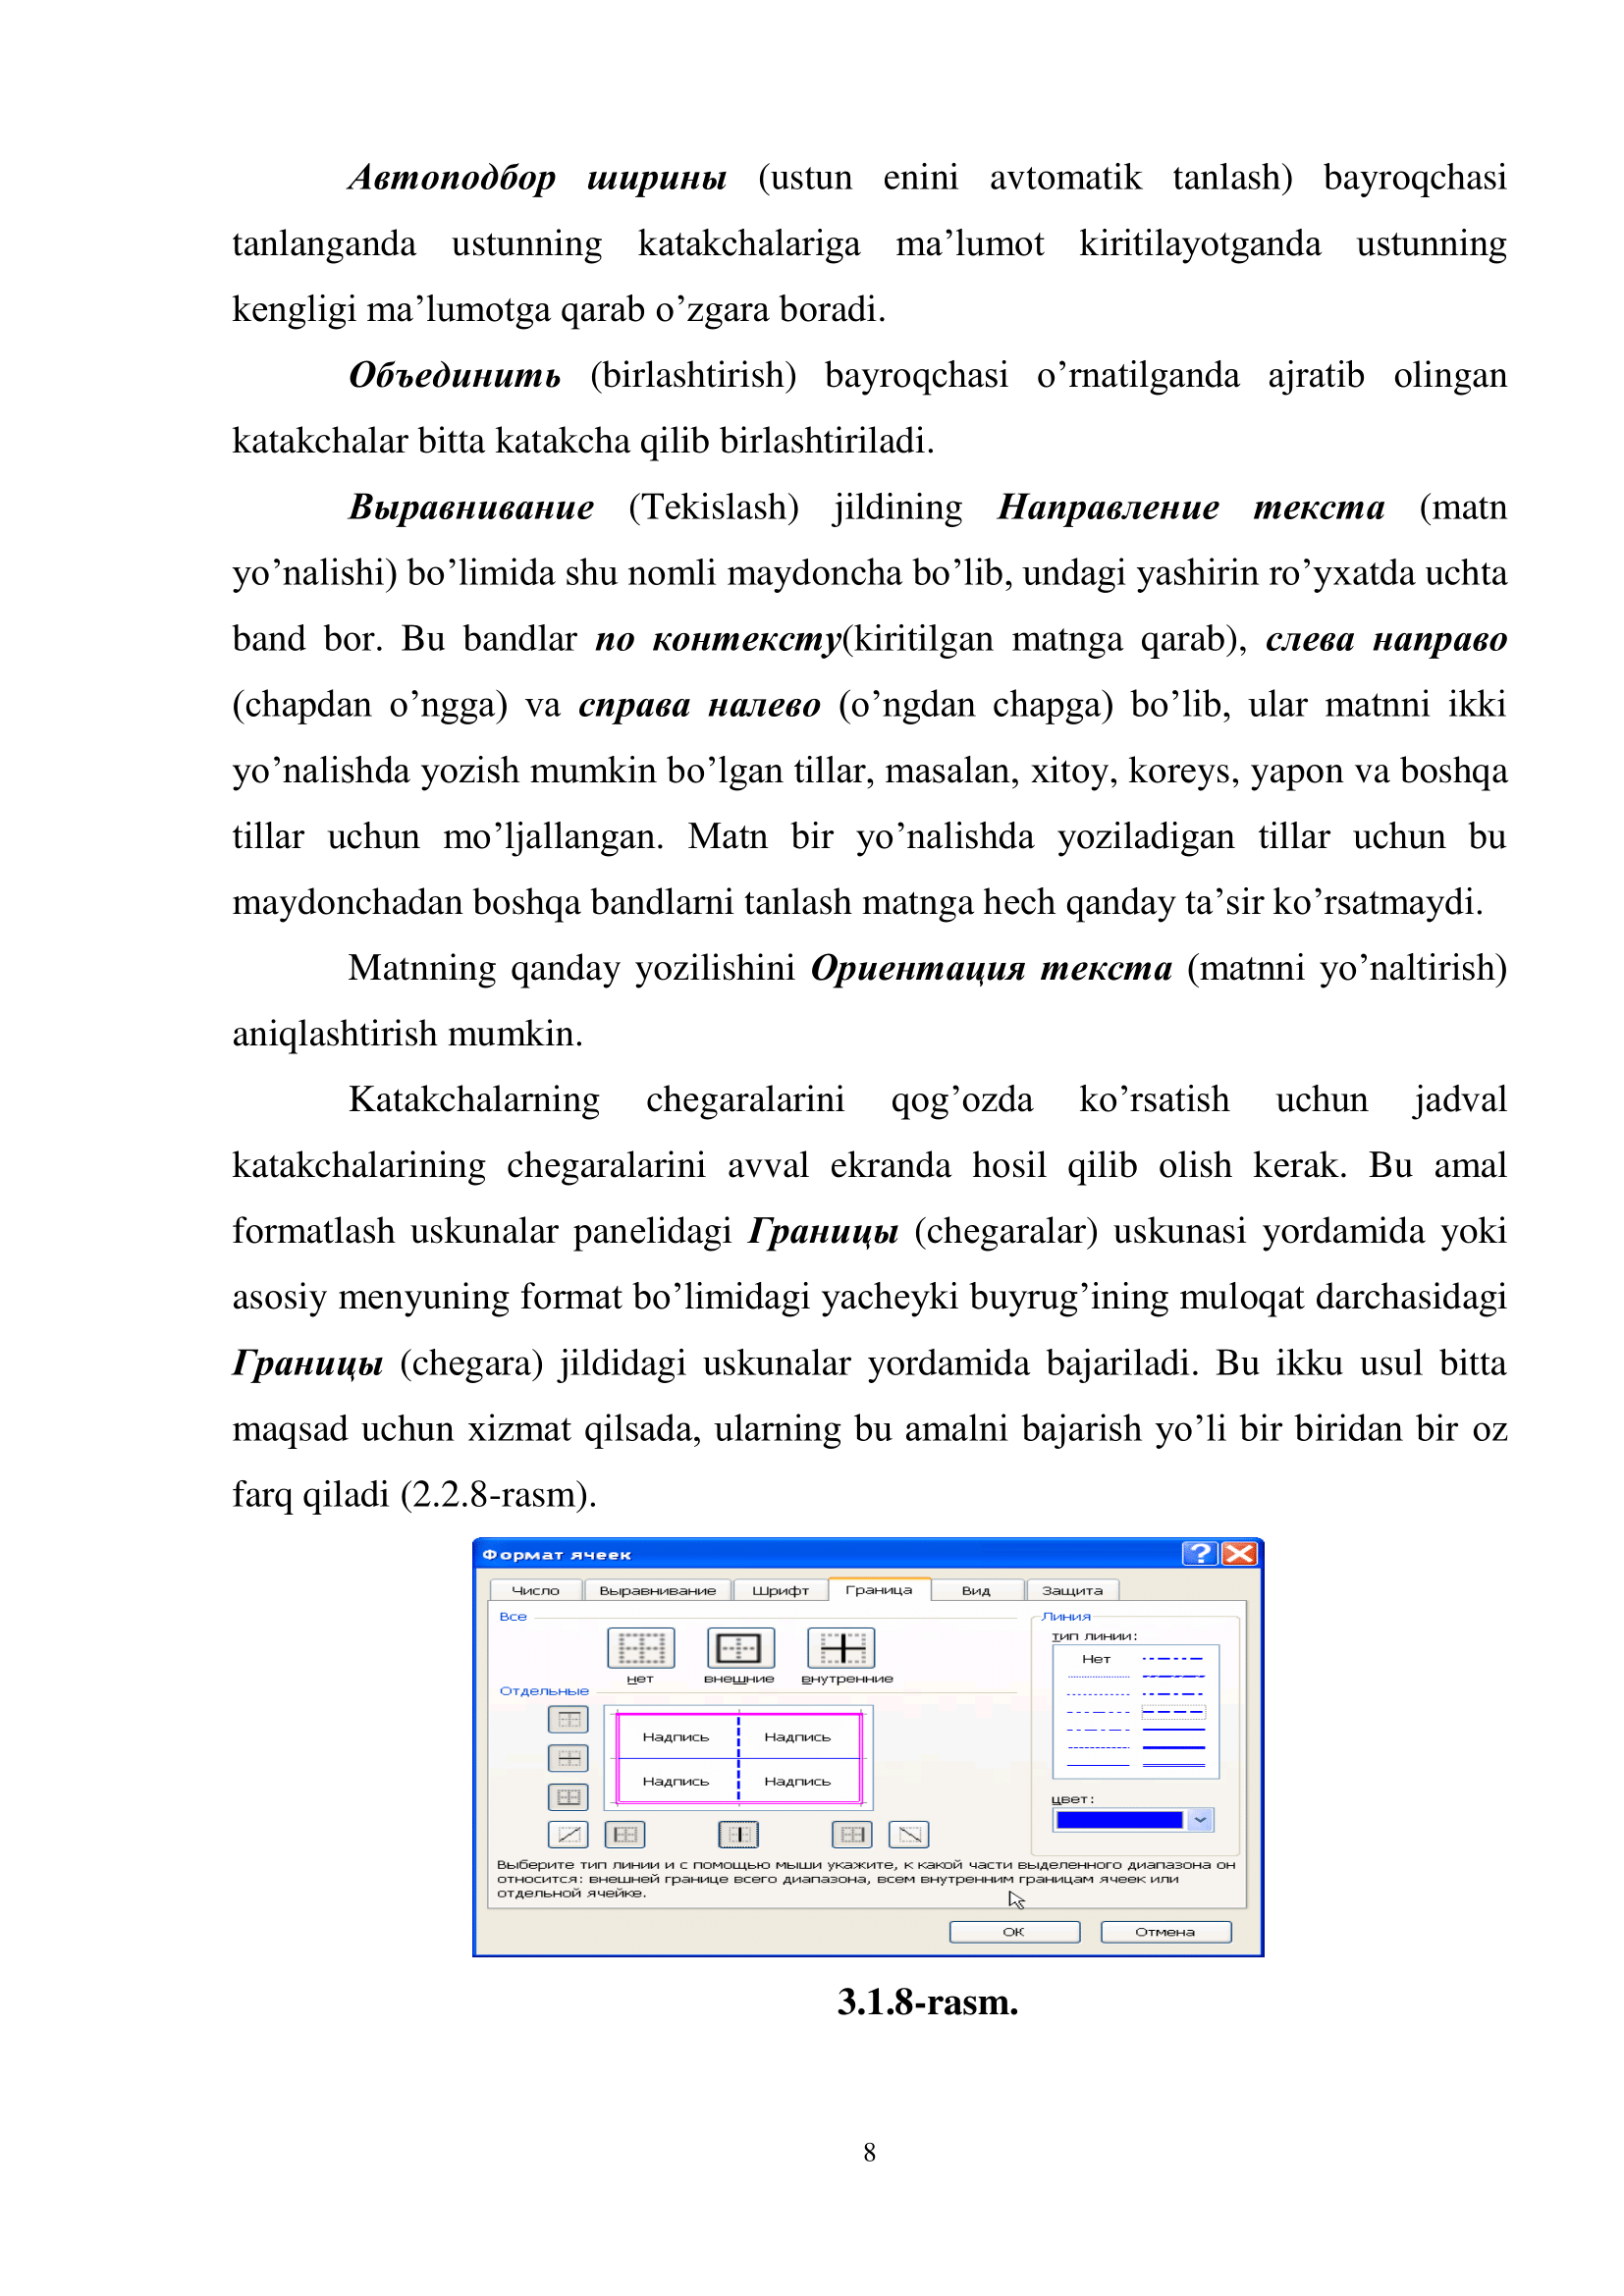 Автоподбор ширины (ustun enini avtomatik tanlash) bayroqchasi
tanlanganda ustunning katakchalariga ma’lumot kiritilayotganda ustunning
kengligi ma’lumotga qarab o’zgara boradi.
Объединить (birlashtirish) bayroqchasi o’rnatilganda ajratib olingan
katakchalar bitta katakcha qilib birlashtiriladi.
Выравнивание (Tekislash) jildining Направление текста (matn
yo’nalishi) bo’limida shu nomli maydoncha bo’lib, undagi yashirin ro’yxatda uchta
band bor. Bu bandlar по контексту(kiritilgan matnga qarab), слева направо
(chapdan o’ngga) va справа налево (o’ngdan chapga) bo’lib, ular matnni ikki
yo’nalishda yozish mumkin bo’lgan tillar, masalan, xitoy, koreys, yapon va boshqa
tillar uchun mo’ljallangan. Matn bir yo’nalishda yoziladigan tillar uchun bu
maydonchadan boshqa bandlarni tanlash matnga hech qanday ta’sir ko’rsatmaydi.
Matnning qanday yozilishini Ориентация текста (matnni yo’naltirish)
aniqlashtirish mumkin.
Katakchalarning chegaralarini qog’ozda ko’rsatish uchun jadval
katakchalarining chegaralarini avval ekranda hosil qilib olish kerak. Bu amal
formatlash uskunalar panelidagi Границы (chegaralar) uskunasi yordamida yoki
asosiy menyuning format bo’limidagi yacheyki buyrug’ining muloqat darchasidagi
Границы (chegara) jildidagi uskunalar yordamida bajariladi. Bu ikku usul bitta
maqsad uchun xizmat qilsada, ularning bu amalni bajarish yo’li bir biridan bir oz
farq qiladi (2.2.8-rasm).
Формат ячеек
Число Выравнивание Шрифт Граница Вид Защита
Все
нет внешние внутренние
Отдельные
Надпись Надпись
Надпись Надпись
Линия
тип линии:
Нет
цвет:
Выберите тип линии и с помощью мыши укажите, к какой части выделенного диапазона он
относится: внешней границе всего диапазона, всем внутренним границам ячеек или
отдельной ячейке.
ОК Отмена
3.1.8-rasm.
8